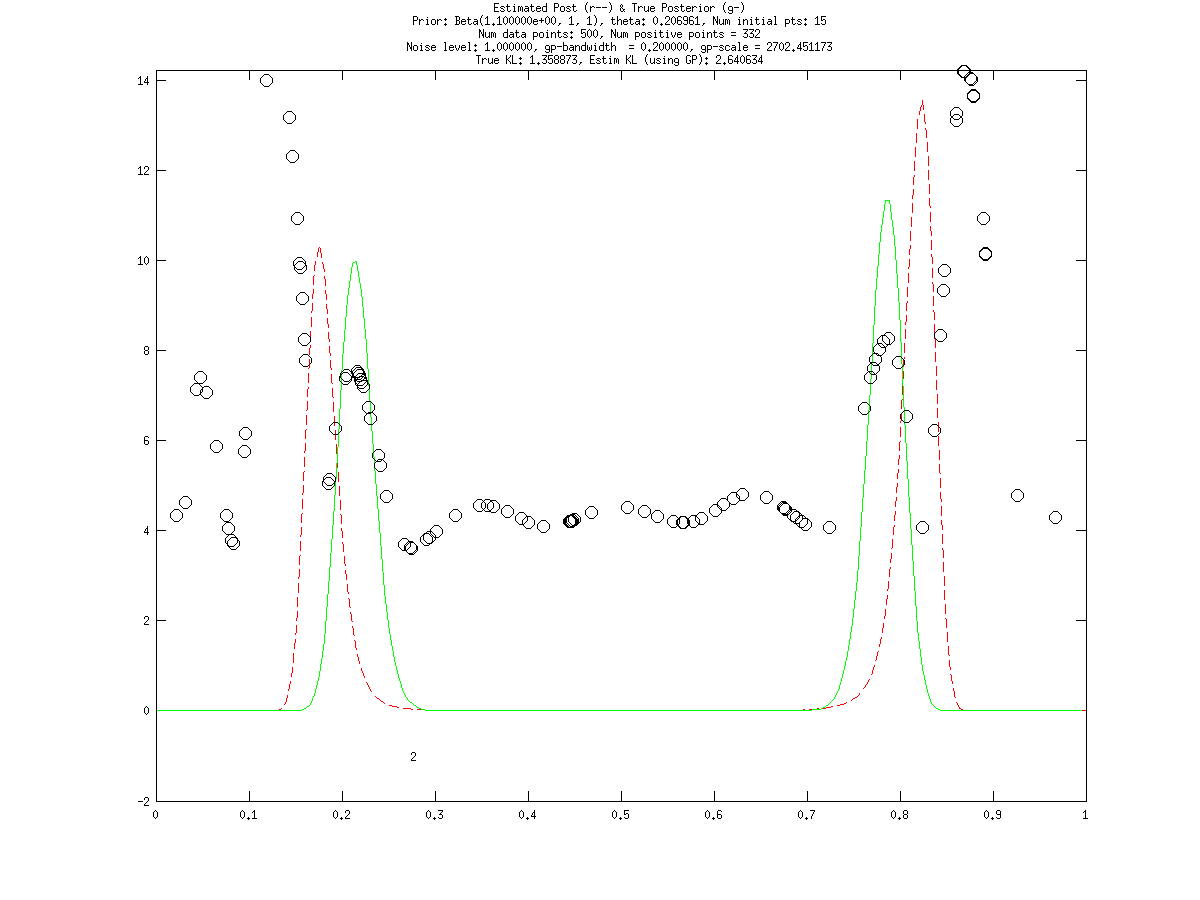 Estimated Post (r--) & True Posterior (g-)
Prior: Beta(1.100000e+00, 1, 1), theta: 0.206961, Num initial pts: 15
Num data points: 500, Num positive points = 332
Noise level: 1.000000, gp-bandwidth  = 0.200000, gp-scale = 2702.451173
True KL: 1.358873, Estim KL (using GP): 2.640634
14
12
10
8
6
4
2
0
2
-2
0 0.1 0.2 0.3 0.4 0.5 0.6 0.7 0.8 0.9 1